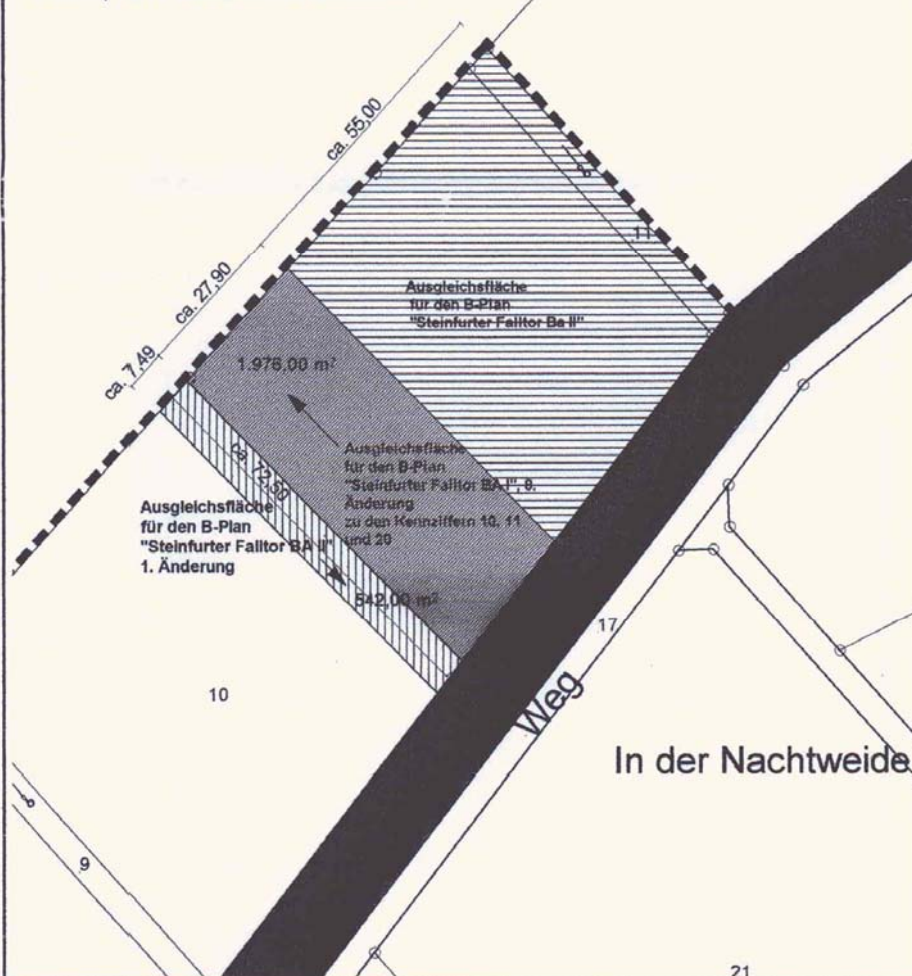 ca. 55,00
ca. 27,90
ca. 7,49
11
Ausgleichsfläche
für den B-Plan
"Steinfurter Falltor Ba II"
1.976,00 m²
Ausgleichsfläche
für den B-Plan
"Steinfurter Falltor BA I", 9.
Änderung
zu den Kennziffern 10, 11
und 20
ca. 72,50
Ausgleichsfläche
für den B-Plan
"Steinfurter Falltor BA II"
1. Änderung
542,00 m²
17
10
Weg
In der Nachtweide
9
21